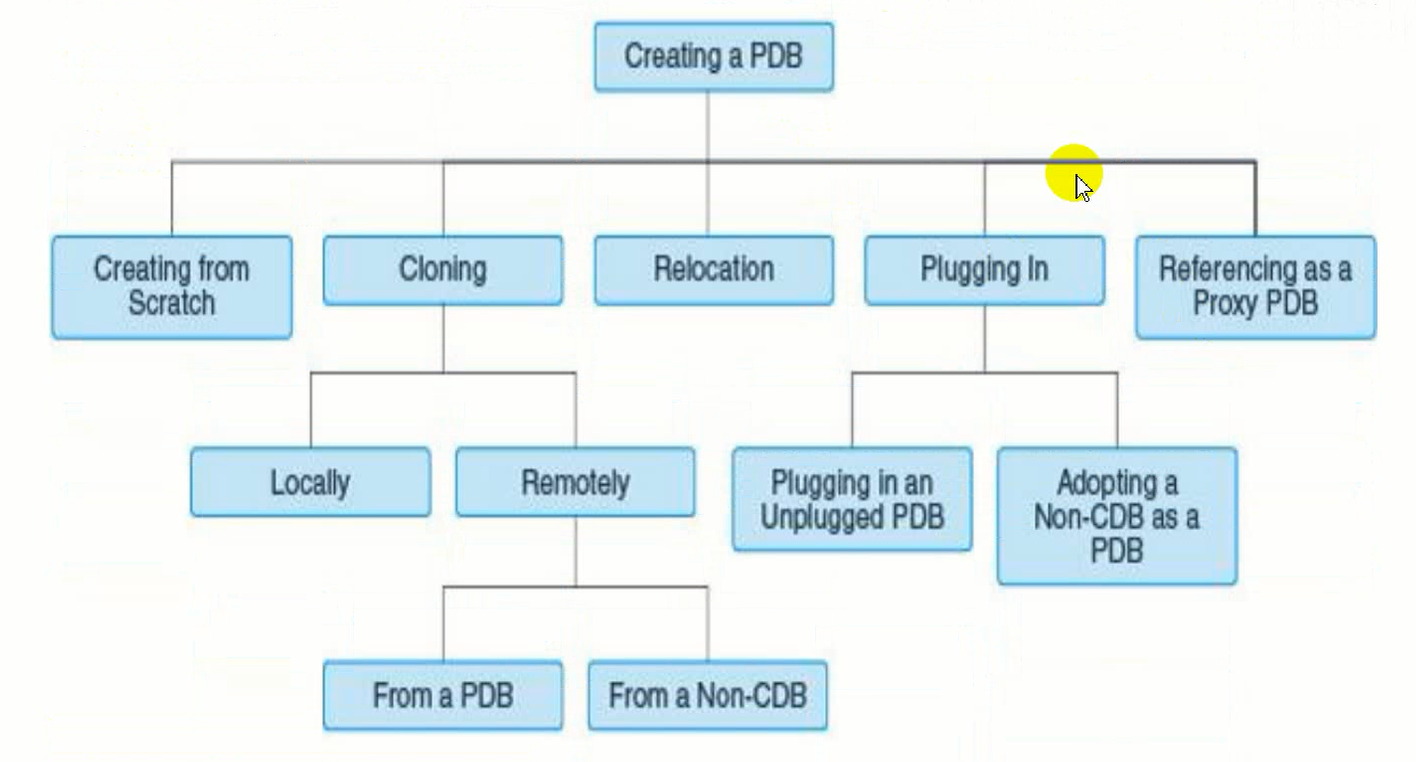 Creating a PDB
Creating from
Scratch
Cloning
Relocation
Plugging In
Referencing as a
Proxy PDB
Locally
Remotely
Plugging in an
Unplugged PDB
Adopting a
Non-CDB as a
PDB
From a PDB
From a Non-CDB